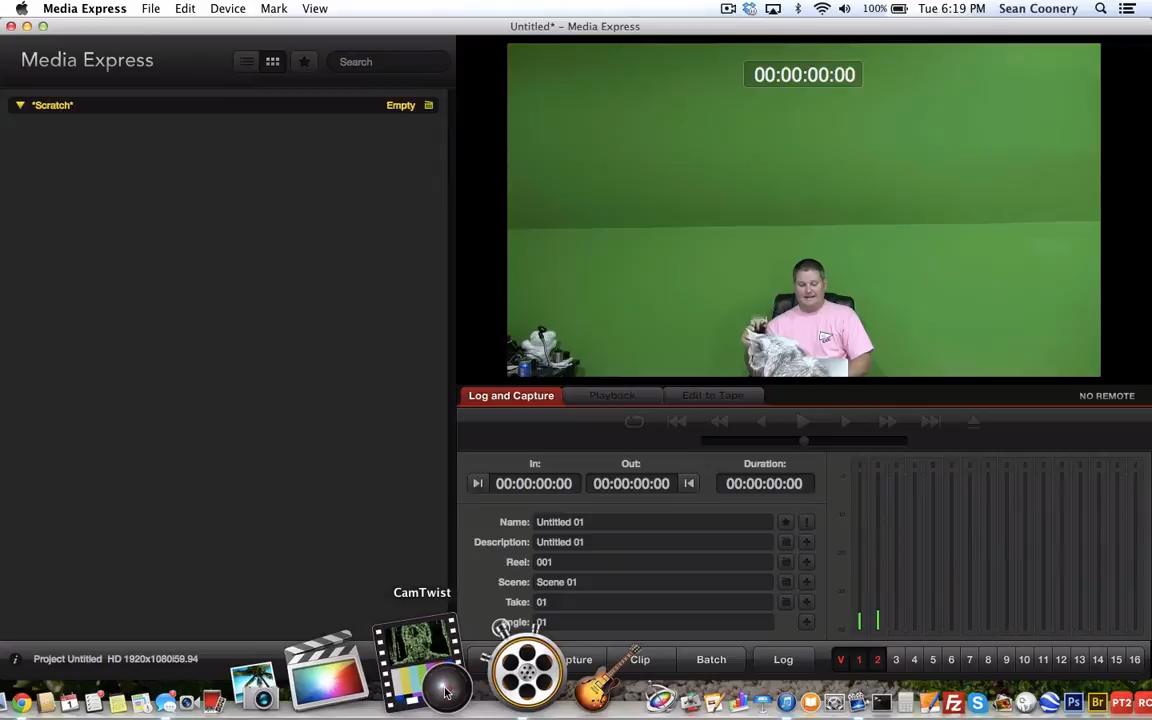 Media Express File Edit Device Mark View 100% Tue 6:19 PM Sean Coonery
Untitled* – Media Express
Media Express
Search
00:00:00:00
*Scratch* Empty
Log and Capture Playback Edit to Tape NO REMOTE
In: Out: Duration:
00:00:00:00 00:00:00:00 00:00:00:00
Name: Untitled 01
Description: Untitled 01
Reel: 001
Scene: Scene 01
Take: 01
01
CamTwist
Project Untitled HD 1920x1080i59.94
Clip Batch Log V 1 2 3 4 5 6 7 8 9 10 11 12 13 14 15 16
Ps Br PT2